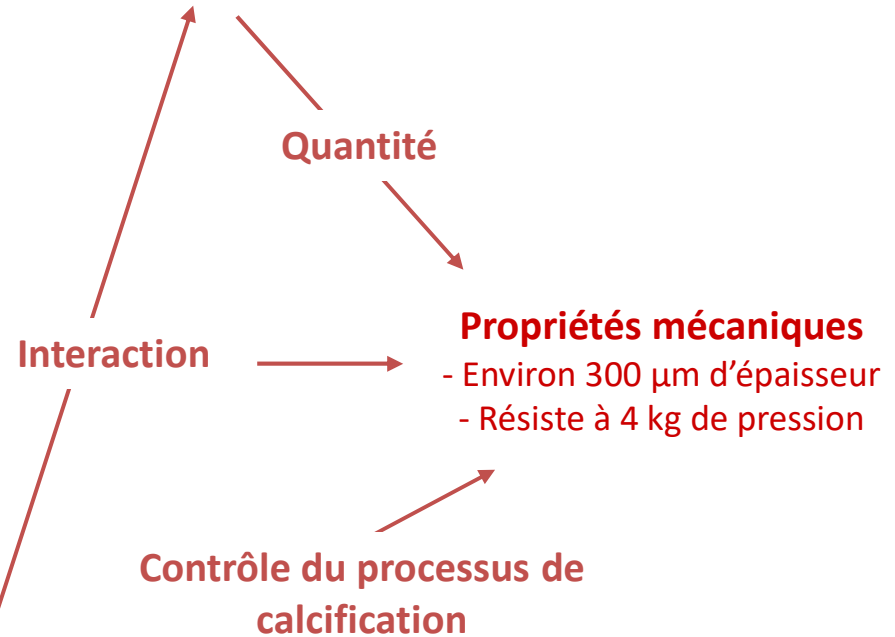 Quantité
Propriétés mécaniques
Interaction
- Environ 300 µm d’épaisseur
- Résiste à 4 kg de pression
Contrôle du processus de
calcification